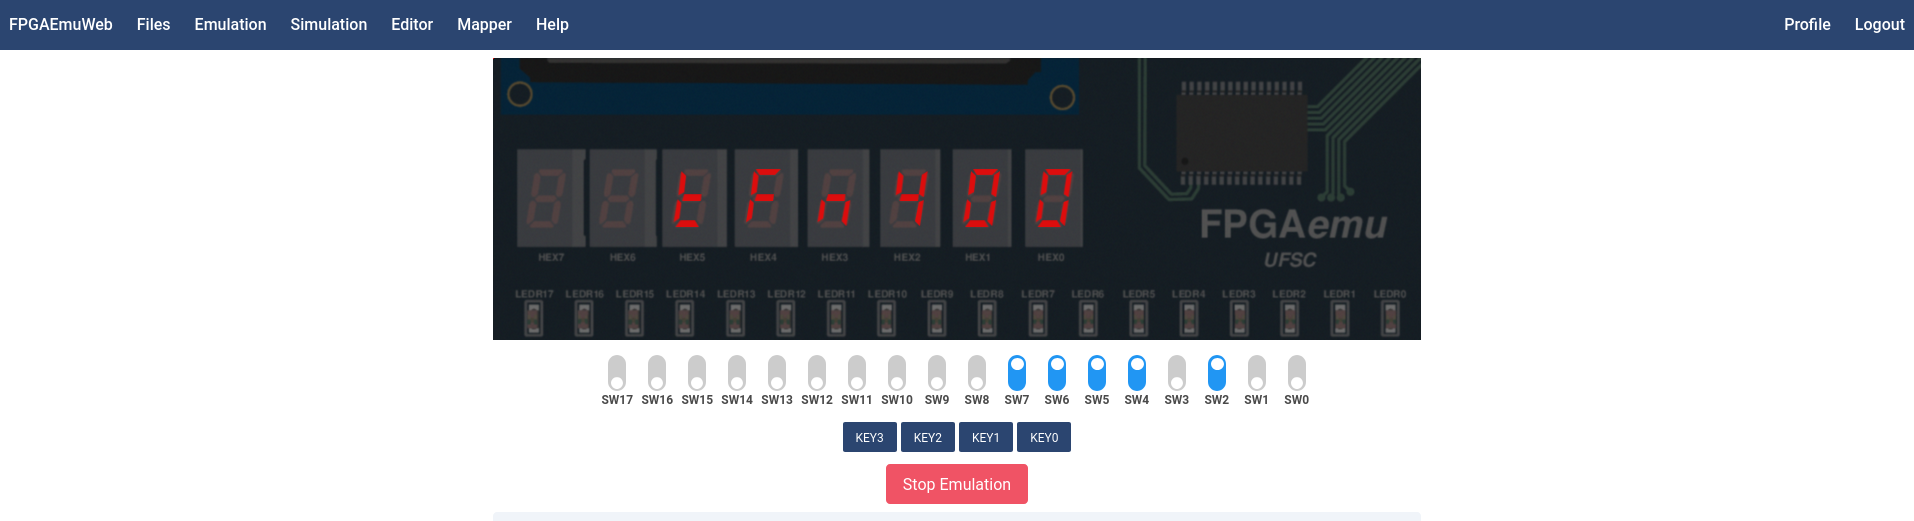 FPGAEmuWeb Files Emulation Simulation Editor Mapper Help Profile Logout
t F n 4 0 0
FPGAemu
UFSC
HEX7 HEX6 HEX5 HEX4 HEX3 HEX2 HEX1 HEX0
LEDR17 LEDR16 LEDR15 LEDR14 LEDR13 LEDR12 LEDR11 LEDR10 LEDR9 LEDR8 LEDR7 LEDR6 LEDR5 LEDR4 LEDR3 LEDR2 LEDR1 LEDR0
SW17 SW16 SW15 SW14 SW13 SW12 SW11 SW10 SW9 SW8 SW7 SW6 SW5 SW4 SW3 SW2 SW1 SW0
KEY3 KEY2 KEY1 KEY0
Stop Emulation